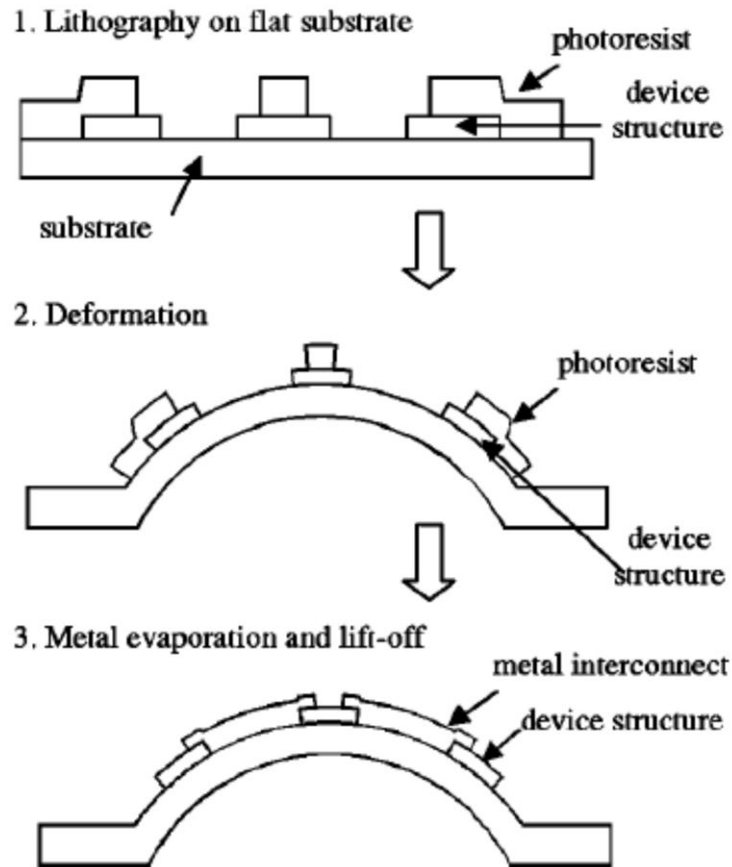 1. Lithography on flat substrate
photoresist
device
structure
substrate
2. Deformation
photoresist
device
structure
3. Metal evaporation and lift-off
metal interconnect
device structure